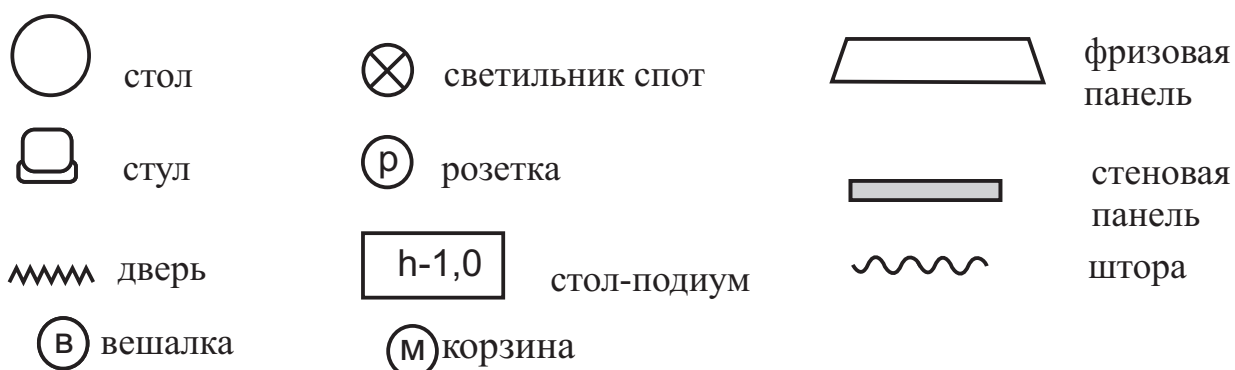 стол
светильник спот
фризовая
панель
стул
р розетка
стеновая
панель
дверь
h-1,0 стол-подиум
штора
в вешалка
м корзина